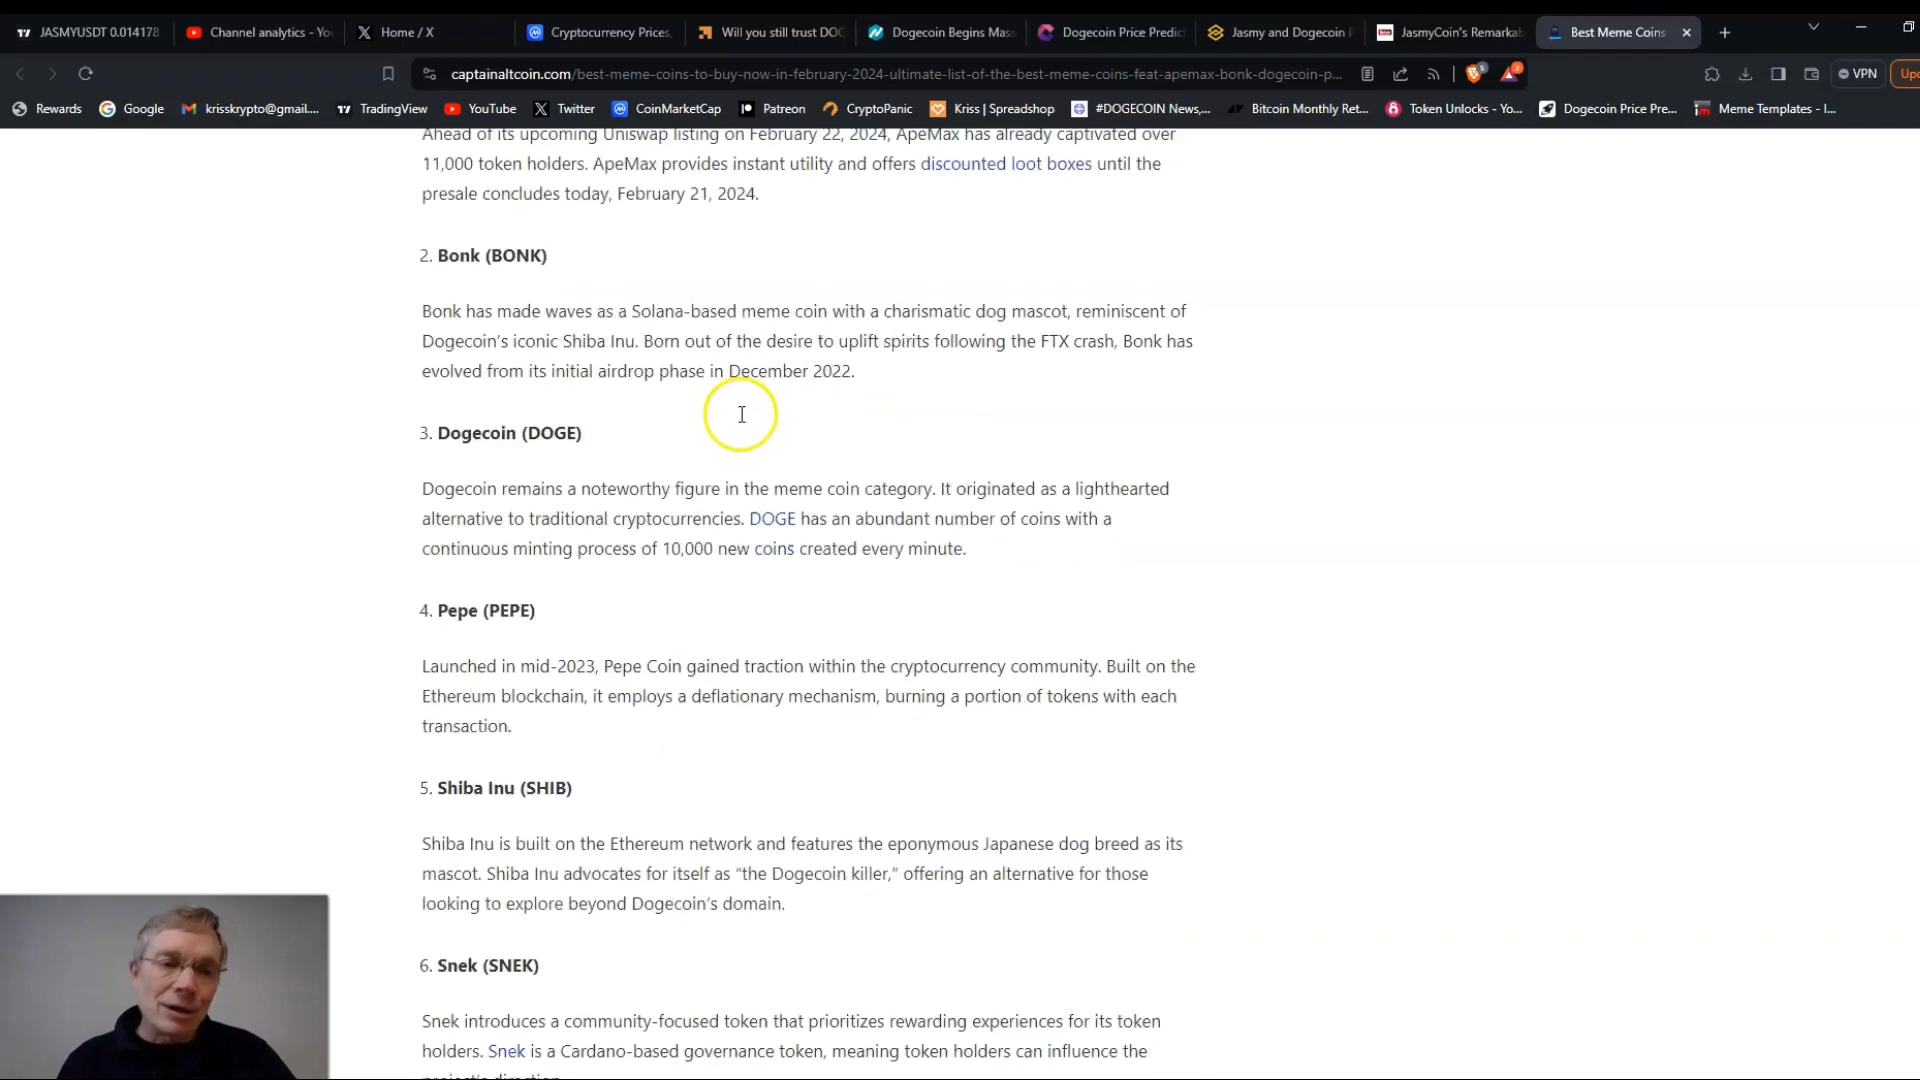 JASMYUSDT 0.014178
Channel analytics - Yo
Home / X
Cryptocurrency Prices,
Will you still trust DOG
Dogecoin Begins Mass
Dogecoin Price Predict
Jasmy and Dogecoin P
JasmyCoin's Remarkab
Best Meme Coins
captainaltcoin.com/best-meme-coins-to-buy-now-in-february-2024-ultimate-list-of-the-best-meme-coins-feat-apemax-bonk-dogecoin-p...
VPN
Rewards
Google
krisskrypto@gmail....
TradingView
YouTube
Twitter
CoinMarketCap
Patreon
CryptoPanic
Kriss | Spreadshop
#DOGECOIN News,...
Bitcoin Monthly Ret...
Token Unlocks - Yo...
Dogecoin Price Pre...
Meme Templates - I...
Ahead of its upcoming Uniswap listing on February 22, 2024, ApeMax has already captivated over
11,000 token holders. ApeMax provides instant utility and offers discounted loot boxes until the
presale concludes today, February 21, 2024.
2. Bonk (BONK)
Bonk has made waves as a Solana-based meme coin with a charismatic dog mascot, reminiscent of
Dogecoin's iconic Shiba Inu. Born out of the desire to uplift spirits following the FTX crash, Bonk has
evolved from its initial airdrop phase in December 2022.
3. Dogecoin (DOGE)
Dogecoin remains a noteworthy figure in the meme coin category. It originated as a lighthearted
alternative to traditional cryptocurrencies. DOGE has an abundant number of coins with a
continuous minting process of 10,000 new coins created every minute.
4. Pepe (PEPE)
Launched in mid-2023, Pepe Coin gained traction within the cryptocurrency community. Built on the
Ethereum blockchain, it employs a deflationary mechanism, burning a portion of tokens with each
transaction.
5. Shiba Inu (SHIB)
Shiba Inu is built on the Ethereum network and features the eponymous Japanese dog breed as its
mascot. Shiba Inu advocates for itself as “the Dogecoin killer,” offering an alternative for those
looking to explore beyond Dogecoin's domain.
6. Snek (SNEK)
Snek introduces a community-focused token that prioritizes rewarding experiences for its token
holders. Snek is a Cardano-based governance token, meaning token holders can influence the
project's direction.